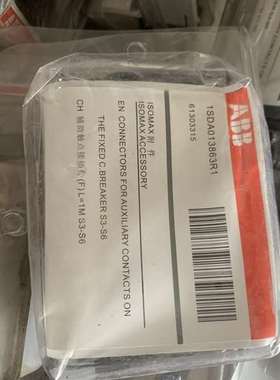 ABB
1SDA013863R1
61303315
ISOMAX 附 件
ISOMAX ACCESSORY
EN CONNECTORS FOR AUXILIARY CONTACTS ON
THE FIXED C. BREAKER S3-S6
CH 辅助触点接插件(F) L=1M S3-S6